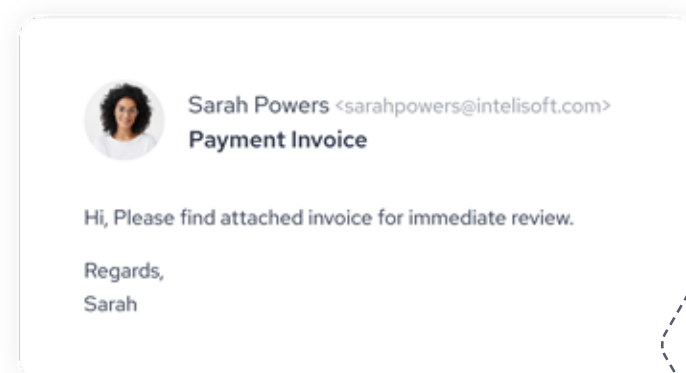 Sarah Powers <sarahpowers@intelisoft.com>
Payment Invoice
Hi, Please find attached invoice for immediate review.
Regards,
Sarah